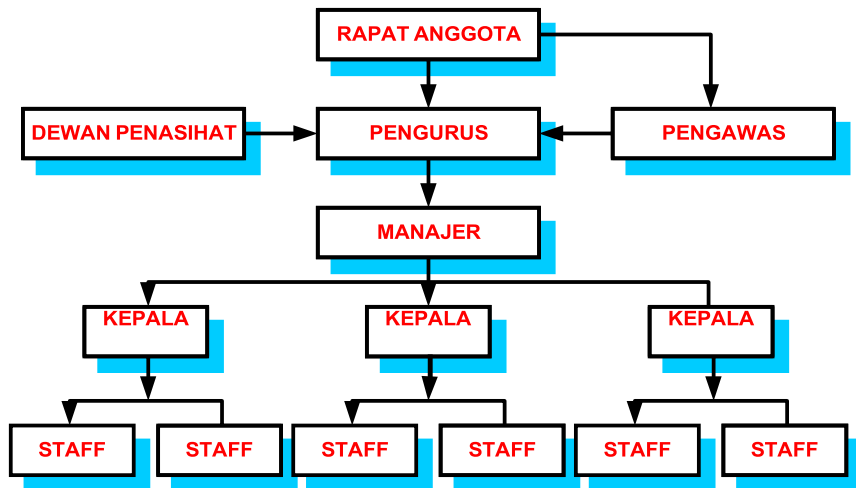 RAPAT ANGGOTA
DEWAN PENASIHAT
PENGURUS
PENGAWAS
MANAJER
KEPALA
KEPALA
KEPALA
STAFF
STAFF
STAFF
STAFF
STAFF
STAFF